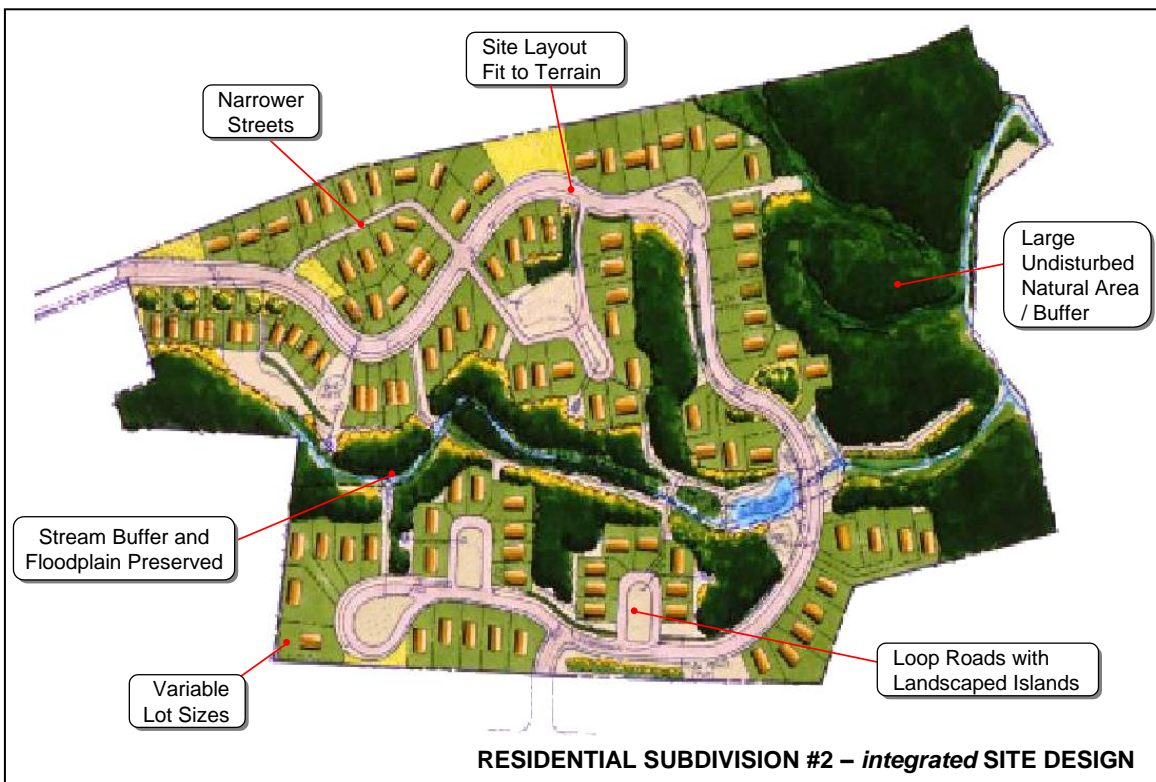 Site Layout
Fit to Terrain
Narrower
Streets
Large
Undisturbed
Natural Area
/ Buffer
Stream Buffer and
Floodplain Preserved
Variable
Lot Sizes
Loop Roads with
Landscaped Islands
RESIDENTIAL SUBDIVISION #2 – integrated SITE DESIGN